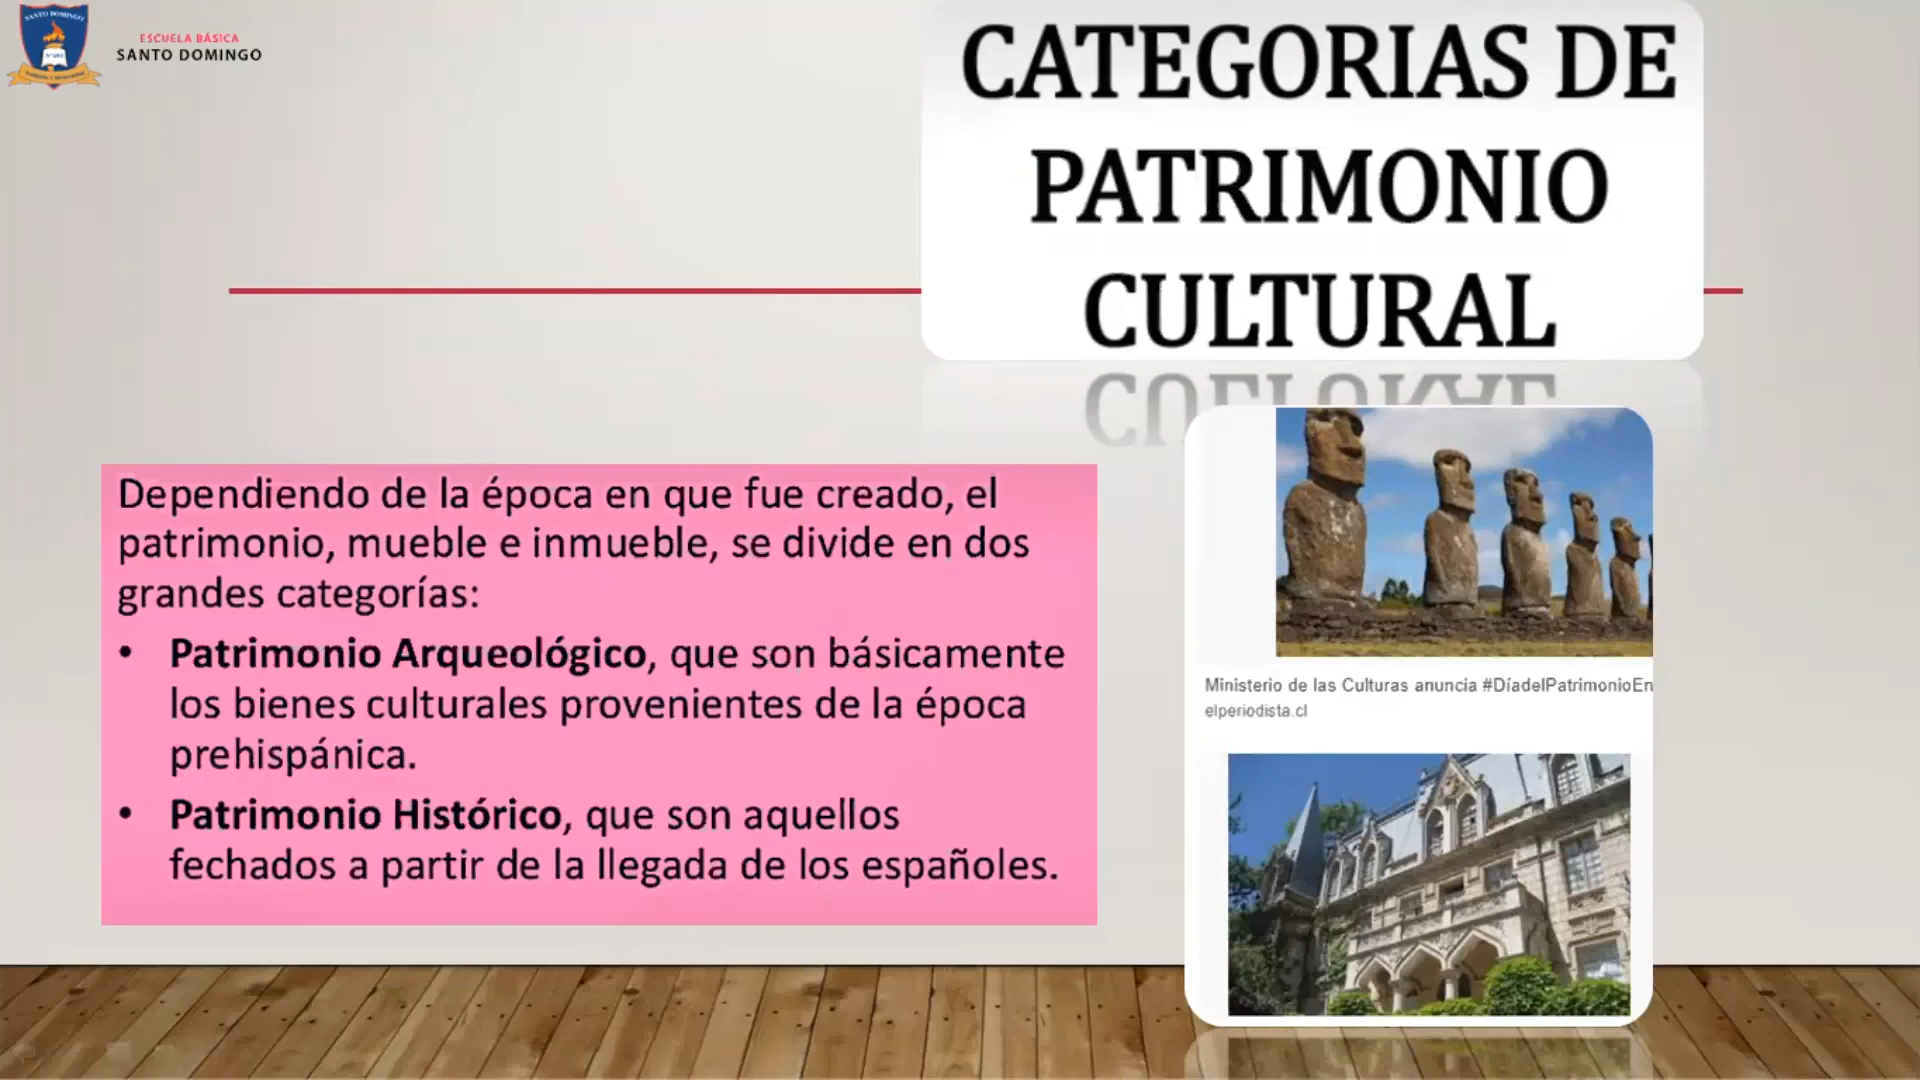 SANTO DOMINGO
ESCUELA BÁSICA
SANTO DOMINGO
CATEGORIAS DE
PATRIMONIO
CULTURAL
Dependiendo de la época en que fue creado, el
patrimonio, mueble e inmueble, se divide en dos
grandes categorías:
• Patrimonio Arqueológico, que son básicamente
los bienes culturales provenientes de la época
prehispánica.
• Patrimonio Histórico, que son aquellos
fechados a partir de la llegada de los españoles.
Ministerio de las Culturas anuncia #DíadelPatrimonioEn
elperiodista.cl